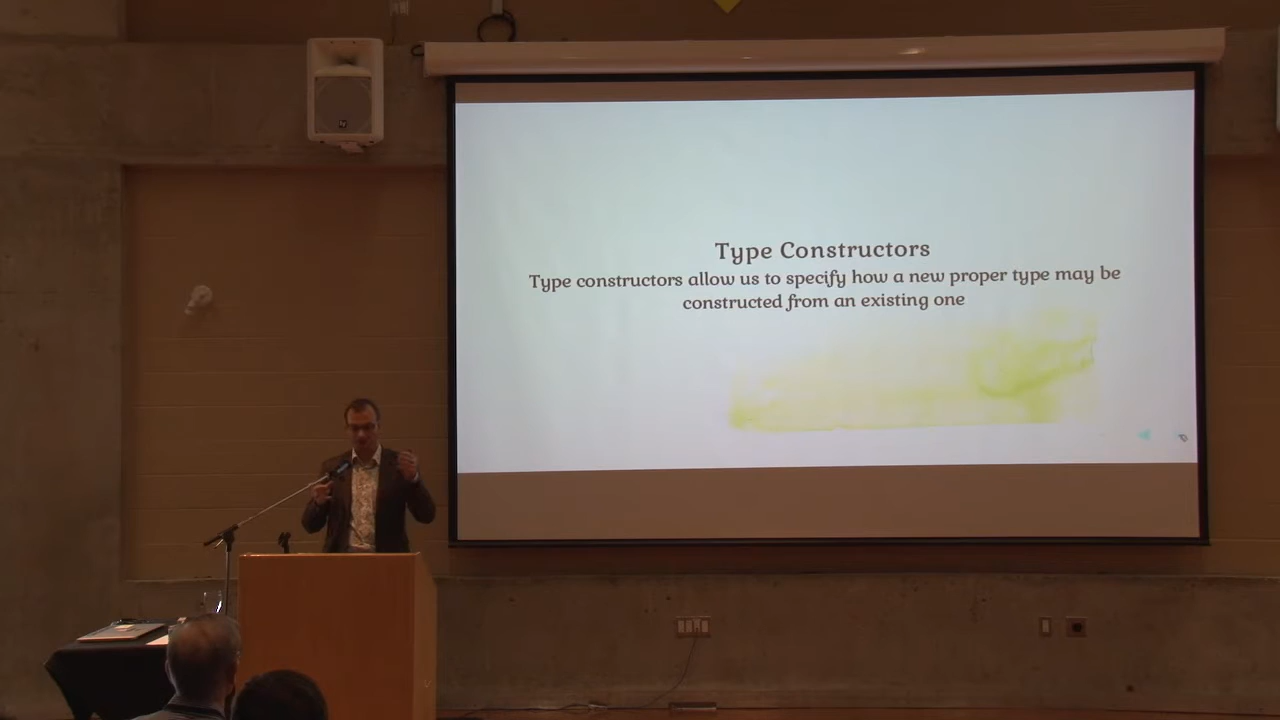 Type Constructors
Type constructors allow us to specify how a new proper type may be
constructed from an existing one